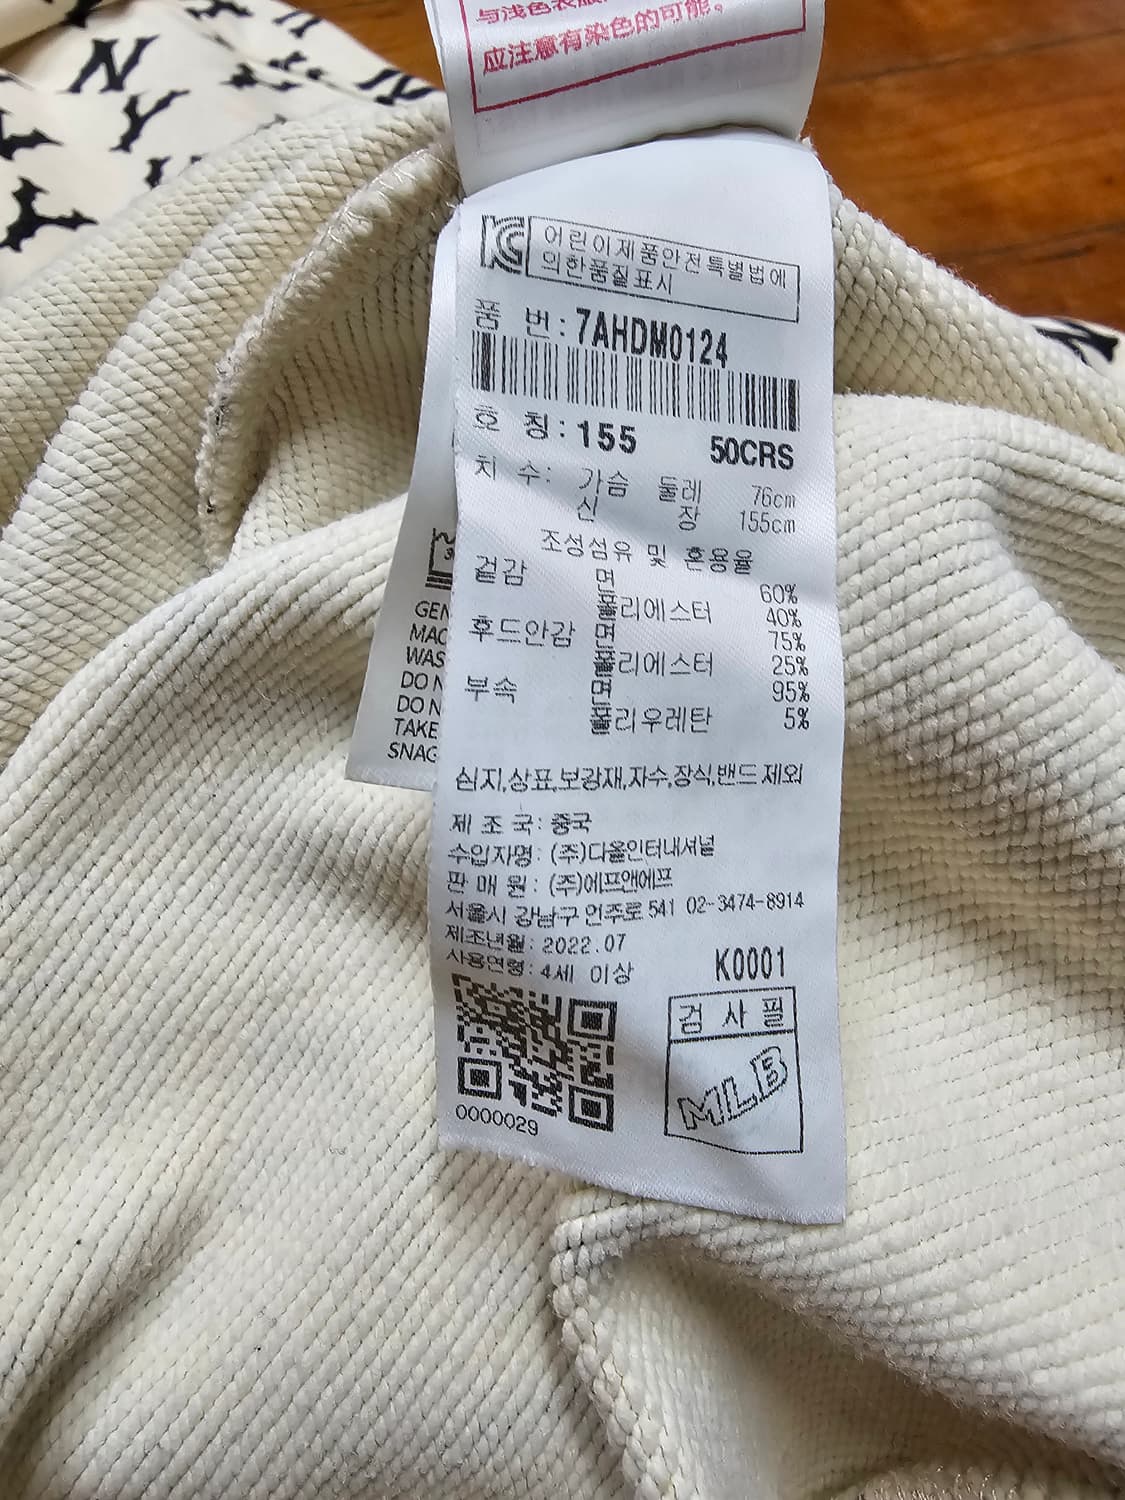 与浅色衣服
应注意有染色的可能。
KC
어린이제품안전특별법에
의한품질표시
품 번: 7AHDM0124
호 칭: 155 50CRS
치 수: 가슴 둘레 76cm
신 장 155cm
조성섬유 및 혼용율
겉감 면 60%
폴리에스터 40%
후드안감 면 75%
폴리에스터 25%
부속 면 95%
폴리우레탄 5%
심지,상표,보강재,자수,장식,밴드 제외
제 조 국: 중국
수입자명: (주)다올인터내셔널
판 매 원: (주)에프앤에프
서울시 강남구 언주로 541 02-3474-8914
제조년월: 2022.07
사용연령: 4세 이상
K0001
검 사 필
MLB
0000029
GEN
MAC
WAS
DO N
DO N
TAKE
SNAG